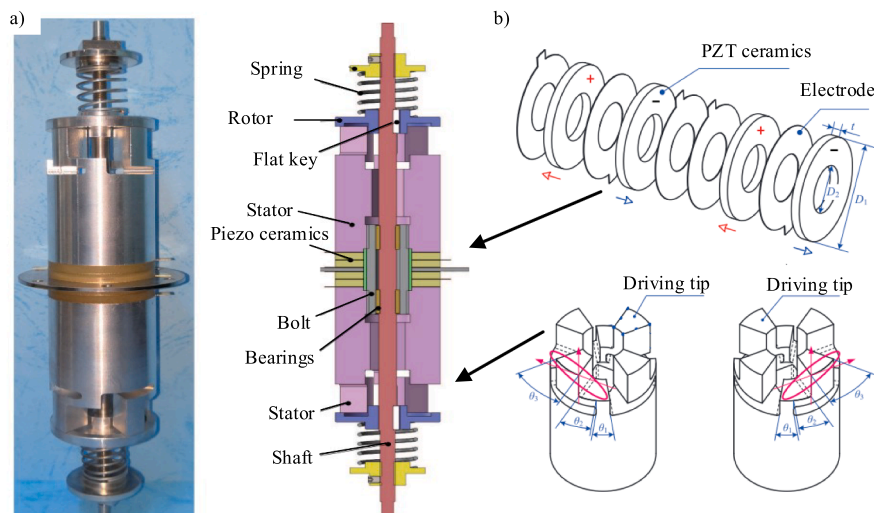 a)
b)
Spring
Rotor
Flat key
Stator
Piezo ceramics
Bolt
Bearings
Stator
Shaft
PZT ceramics
Electrode
+
−
+
−
t
D₂
D₁
Driving tip
Driving tip
θ₃
θ₂
θ₁
θ₁
θ₂
θ₃